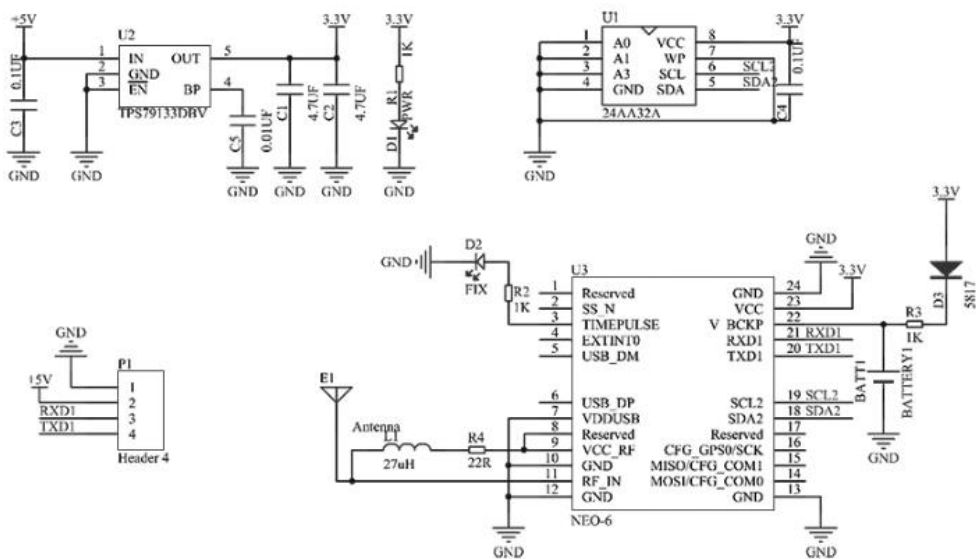 +5V
3.3V
3.3V
U2
1 IN OUT 5
2 GND
3 EN BP 4
TPS79133DBV
0.1UF
C3
C5
0.01UF
C1
4.7UF
C2
4.7UF
1K
R1
PWR
D1
GND
GND
GND
GND
GND
GND
U1
3.3V
1 A0 VCC 8
2 A1 WP 7
3 A3 SCL 6 SCL2
4 GND SDA 5 SDA2
24AA32A
0.1UF
C4
GND
GND
D2
FIX
R2
1K
U3
1 Reserved
2 SS_N
3 TIMEPULSE
4 EXTINT0
5 USB_DM
6 USB_DP
7 VDDUSB
8 Reserved
9 VCC_RF
10 GND
11 RF_IN
12 GND
GND 24
VCC 23
V_BCKP 22
RXD1 21 RXD1
TXD1 20 TXD1
SCL2 19 SCL2
SDA2 18 SDA2
Reserved 17
CFG_GPS0/SCK 16
MISO/CFG_COM1 15
MOSI/CFG_COM0 14
GND 13
NEO-6
GND
3.3V
3.3V
D3
5817
R3
1K
BATT1
BATTERY1
GND
GND
GND
E1
Antenna
L1
27uH
R4
22R
GND
+5V
RXD1
TXD1
P1
1
2
3
4
Header 4